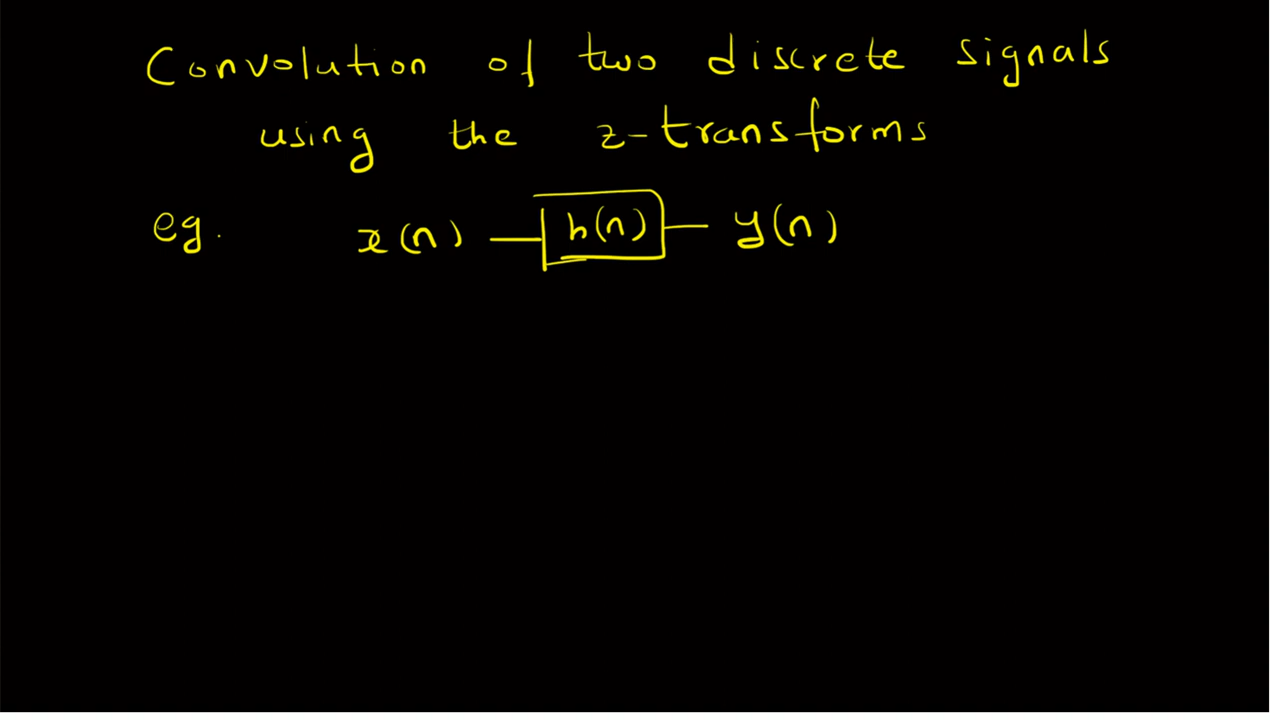 Convolution of two discrete signals
using the z-transforms
eg. x(n) — h(n) — y(n)